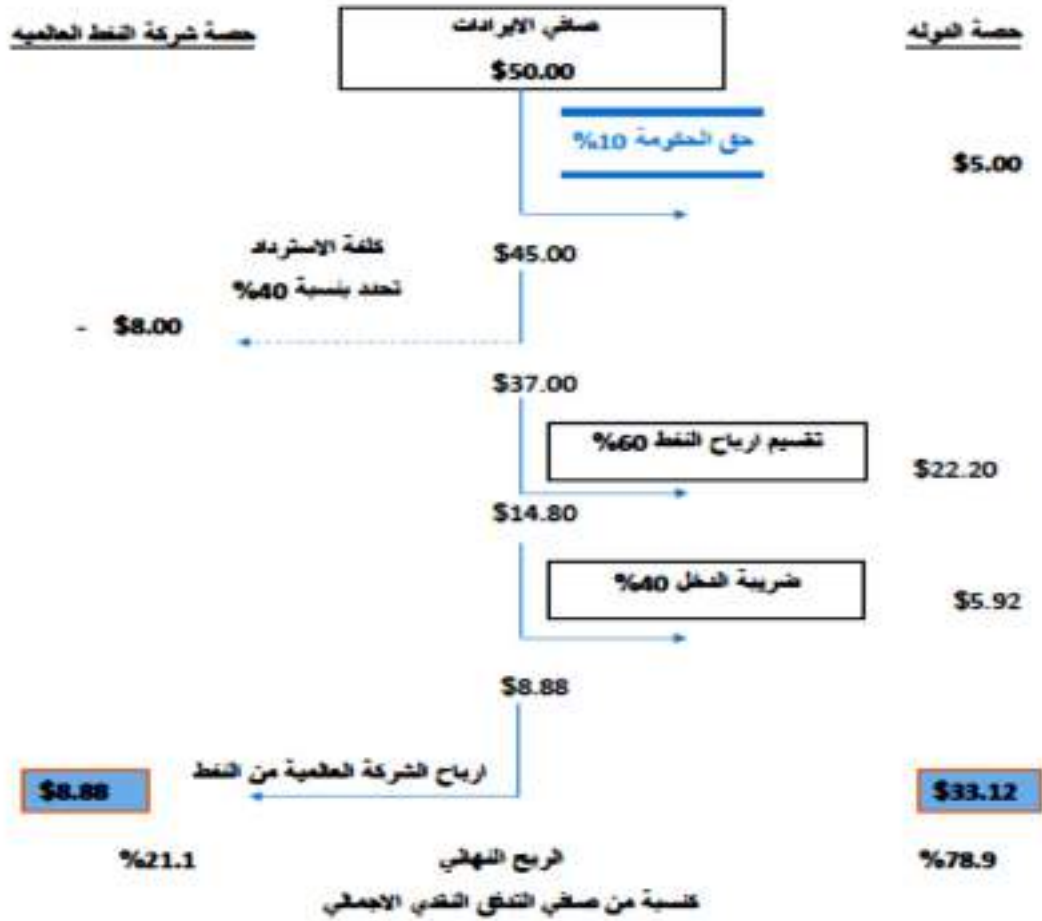 حصة الدولة
صافي الايرادات
حصة شركة النفط العالمية
$50.00
حق الحكومة 10%
$5.00
$45.00
كلفة الاسترداد
تحدد بنسبة 40%
- $8.00
$37.00
تقسيم ارباح النفط 60%
$22.20
$14.80
ضريبة الدخل 40%
$5.92
$8.88
ارباح الشركة العالمية من النفط
$33.12
$8.88
%78.9
الربح النهائي
%21.1
كنسبة من صافي التدفق النقدي الاجمالي